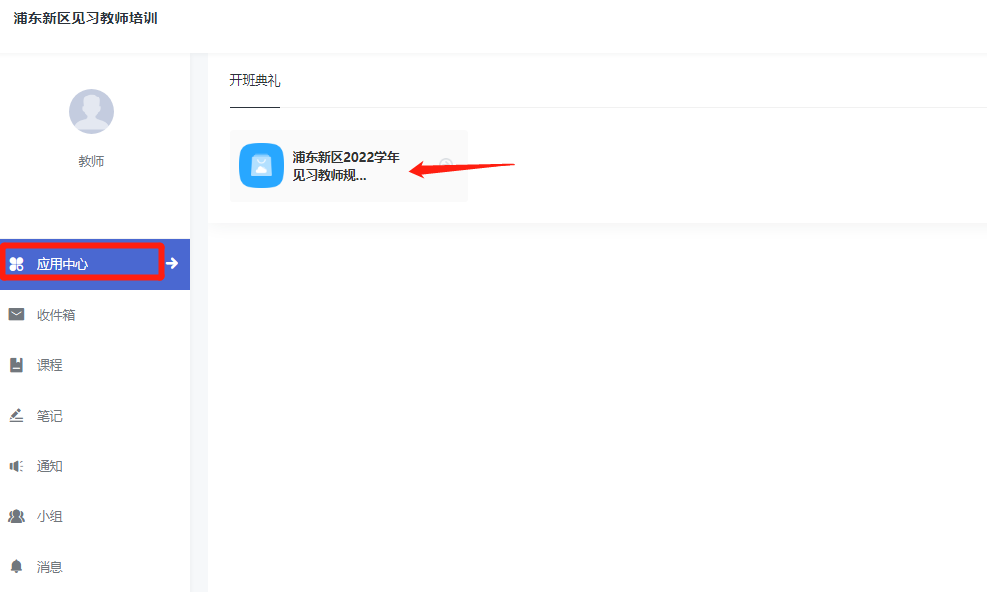 浦东新区见习教师培训
教师
应用中心
收件箱
课程
笔记
通知
小组
消息
开班典礼
浦东新区2022学年
见习教师规...